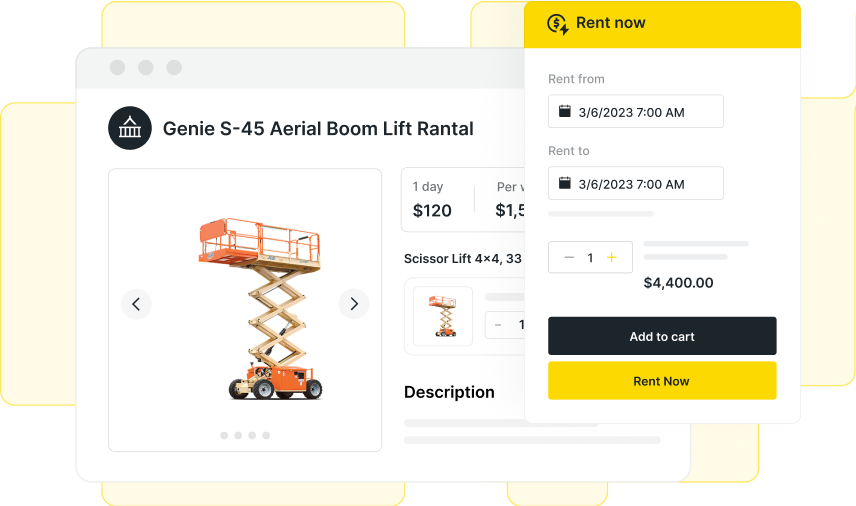 Rent now
Genie S-45 Aerial Boom Lift Rantal
Rent from
3/6/2023 7:00 AM
Rent to
3/6/2023 7:00 AM
1 day
$120
Per
$1,5
Scissor Lift 4×4, 33
- 1
- 1 +
$4,400.00
Add to cart
Rent Now
Description